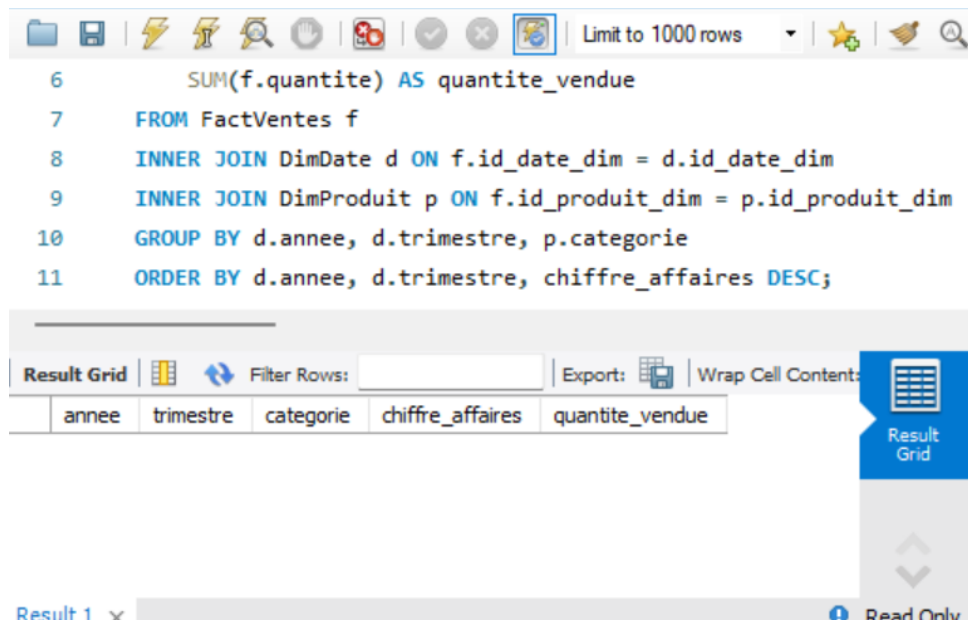 Limit to 1000 rows
6 SUM(f.quantite) AS quantite_vendue
7 FROM FactVentes f
8 INNER JOIN DimDate d ON f.id_date_dim = d.id_date_dim
9 INNER JOIN DimProduit p ON f.id_produit_dim = p.id_produit_dim
10 GROUP BY d.annee, d.trimestre, p.categorie
11 ORDER BY d.annee, d.trimestre, chiffre_affaires DESC;
Result Grid Filter Rows: Export: Wrap Cell Content:
annee trimestre categorie chiffre_affaires quantite_vendue
Result
Grid
Result 1 Read Only